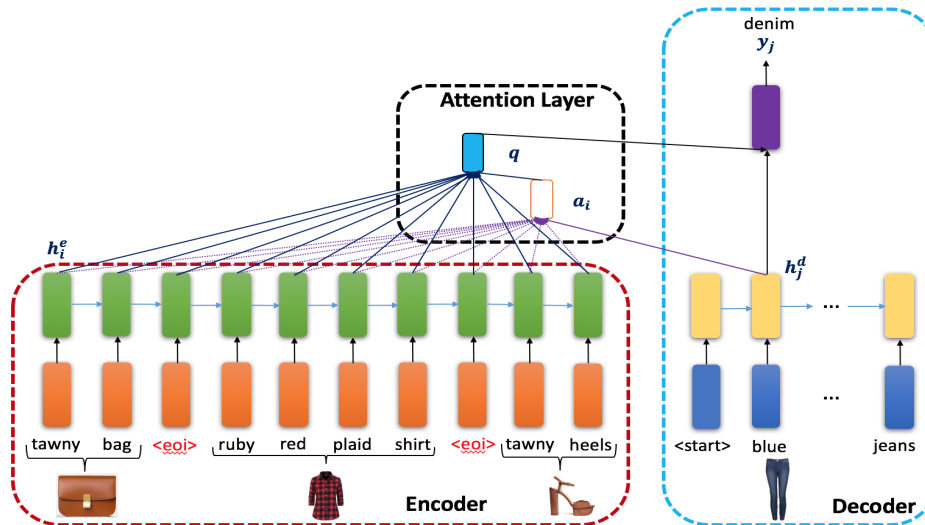 denim
y_j
Attention Layer
q
a_i
h_i^e
h_j^d
...
...
tawny bag <eoi> ruby red plaid shirt <eoi> tawny heels
<start> blue jeans
Encoder
Decoder